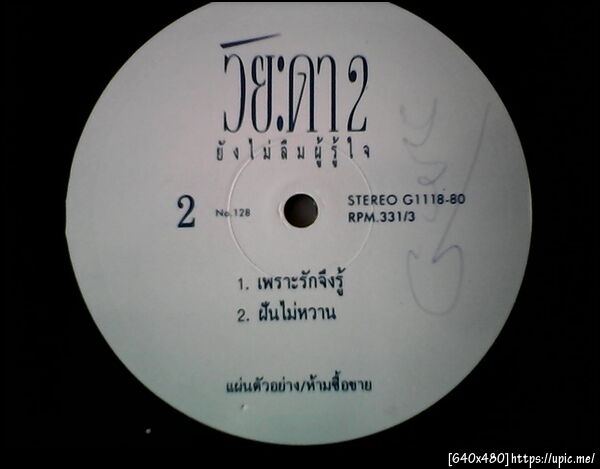 วิยะดา 2
ยังไม่ลืมผู้รู้ใจ
2 No.128 STEREO G1118-80
RPM.331/3
1. เพราะรักจึงรู้
2. ฝันไม่หวาน
แผ่นตัวอย่าง/ห้ามซื้อขาย
[640x480]https://upic.me/